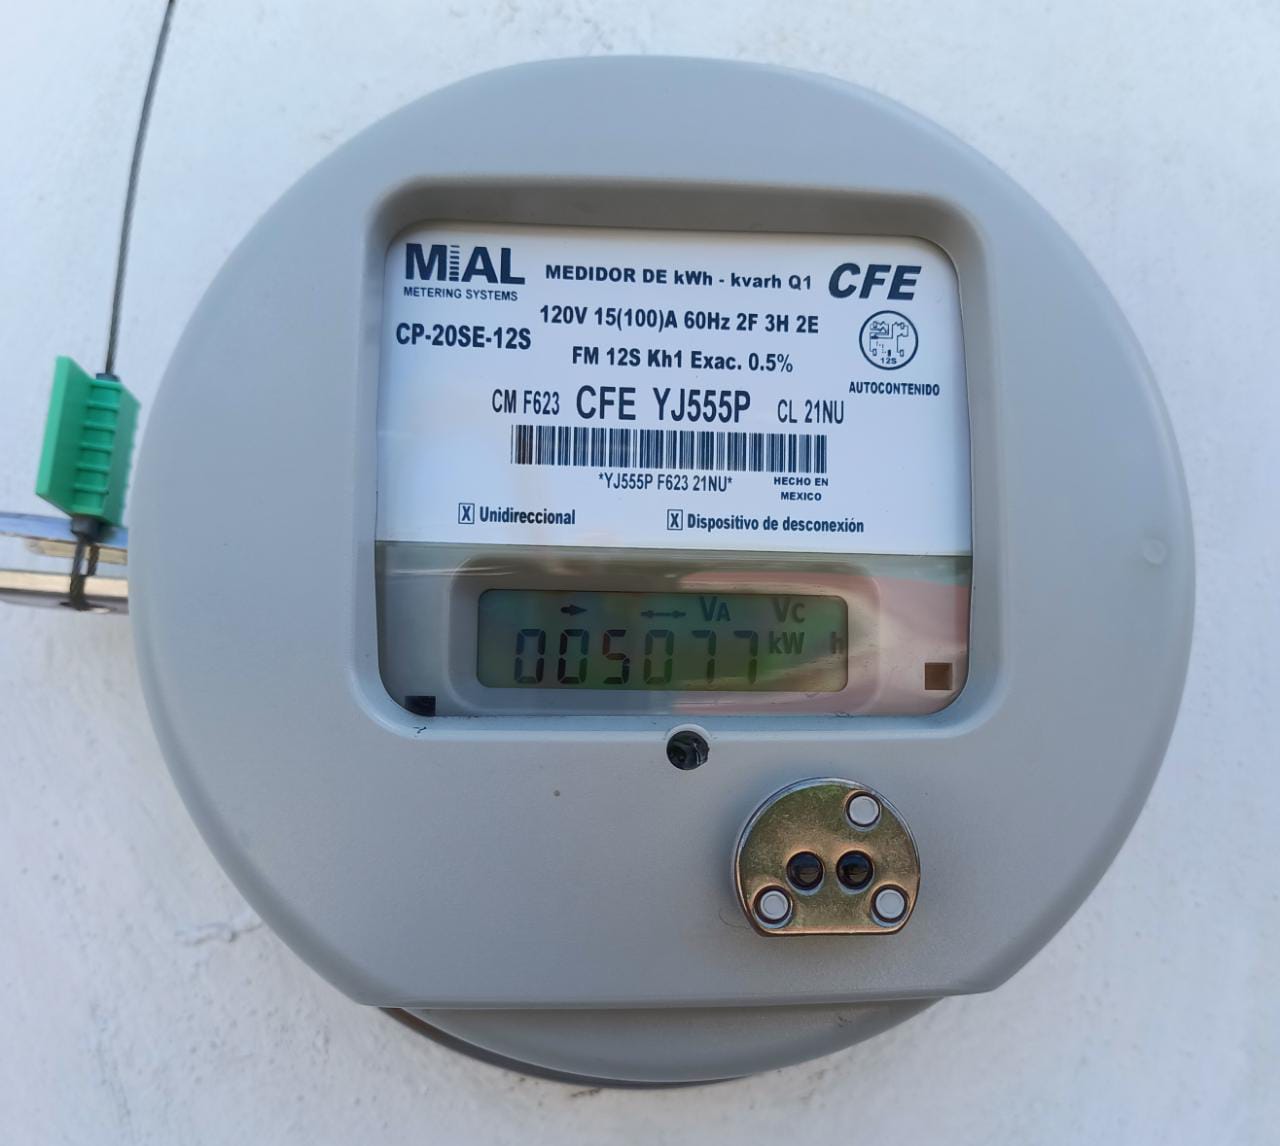 MIAL
METERING SYSTEMS
MEDIDOR DE kWh - kvarh Q1
CFE
CP-20SE-12S
120V 15(100)A 60Hz 2F 3H 2E
FM 12S Kh1 Exac. 0.5%
12S
AUTOCONTENIDO
CM F623 CFE YJ555P CL 21NU
*YJ555P F623 21NU*
HECHO EN
MEXICO
X Unidireccional
X Dispositivo de desconexión
VA VC
005077 kW h